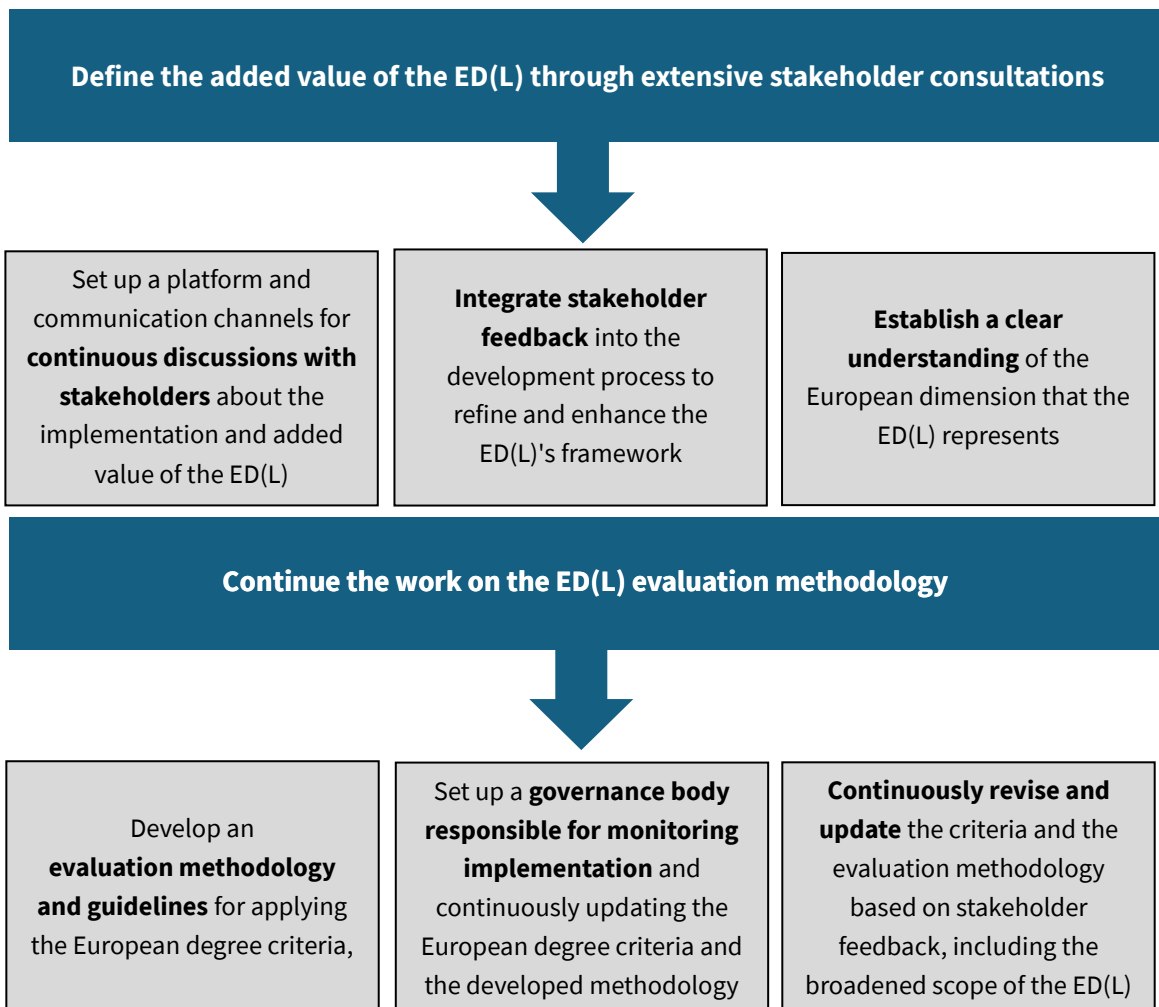 Define the added value of the ED(L) through extensive stakeholder consultations
Set up a platform and
communication channels for
continuous discussions with
stakeholders about the
implementation and added
value of the ED(L)
Integrate stakeholder
feedback into the
development process to
refine and enhance the
ED(L)'s framework
Establish a clear
understanding of the
European dimension that the
ED(L) represents
Continue the work on the ED(L) evaluation methodology
Develop an
evaluation methodology
and guidelines for applying
the European degree criteria,
Set up a governance body
responsible for monitoring
implementation and
continuously updating the
European degree criteria and
the developed methodology
Continuously revise and
update the criteria and the
evaluation methodology
based on stakeholder
feedback, including the
broadened scope of the ED(L)